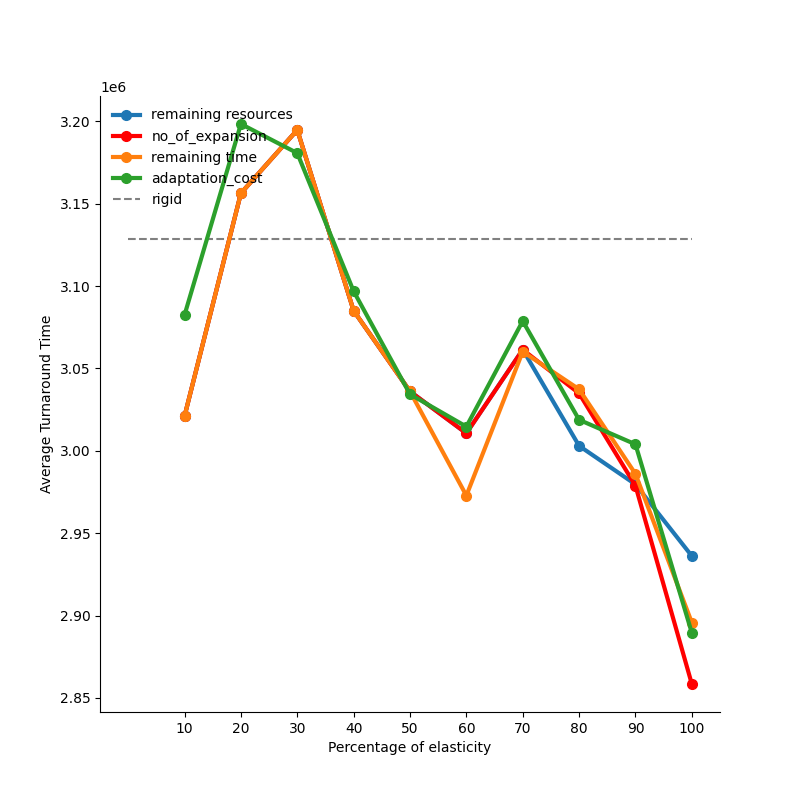 1e6
3.20
3.15
3.10
3.05
3.00
2.95
2.90
2.85
Average Turnaround Time
remaining resources
no_of_expansion
remaining time
adaptation_cost
rigid
10 20 30 40 50 60 70 80 90 100
Percentage of elasticity